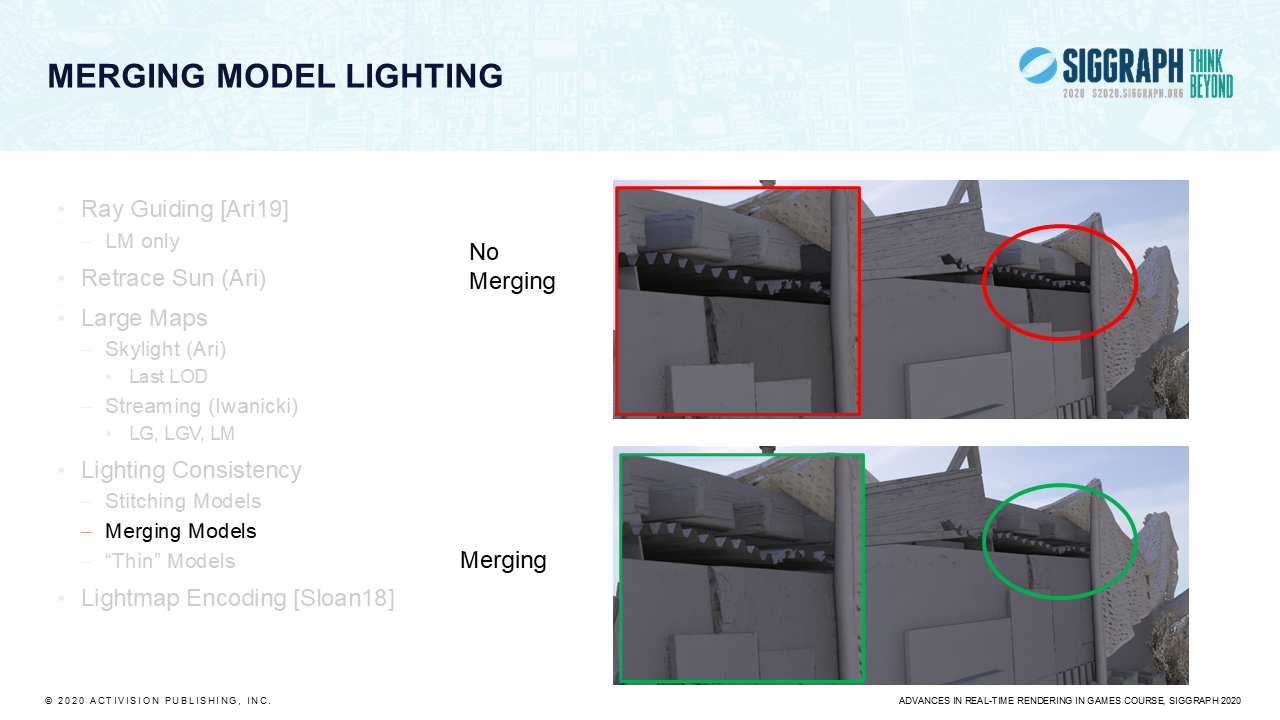 MERGING MODEL LIGHTING
SIGGRAPH THINK BEYOND
2020 S2020.SIGGRAPH.ORG
• Ray Guiding [Ari19]
– LM only
• Retrace Sun (Ari)
• Large Maps
– Skylight (Ari)
• Last LOD
– Streaming (Iwanicki)
• LG, LGV, LM
• Lighting Consistency
– Stitching Models
– Merging Models
– “Thin” Models
• Lightmap Encoding [Sloan18]
No
Merging
Merging
© 2020 ACTIVISION PUBLISHING, INC.
ADVANCES IN REAL-TIME RENDERING IN GAMES COURSE, SIGGRAPH 2020